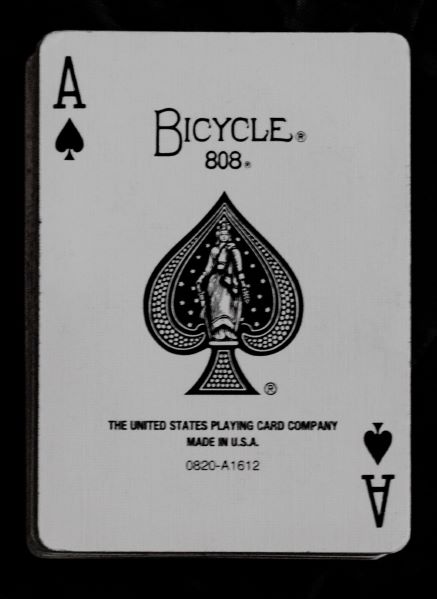 A
BICYCLE®
808®
®
THE UNITED STATES PLAYING CARD COMPANY
MADE IN U.S.A.
0820-A1612
A